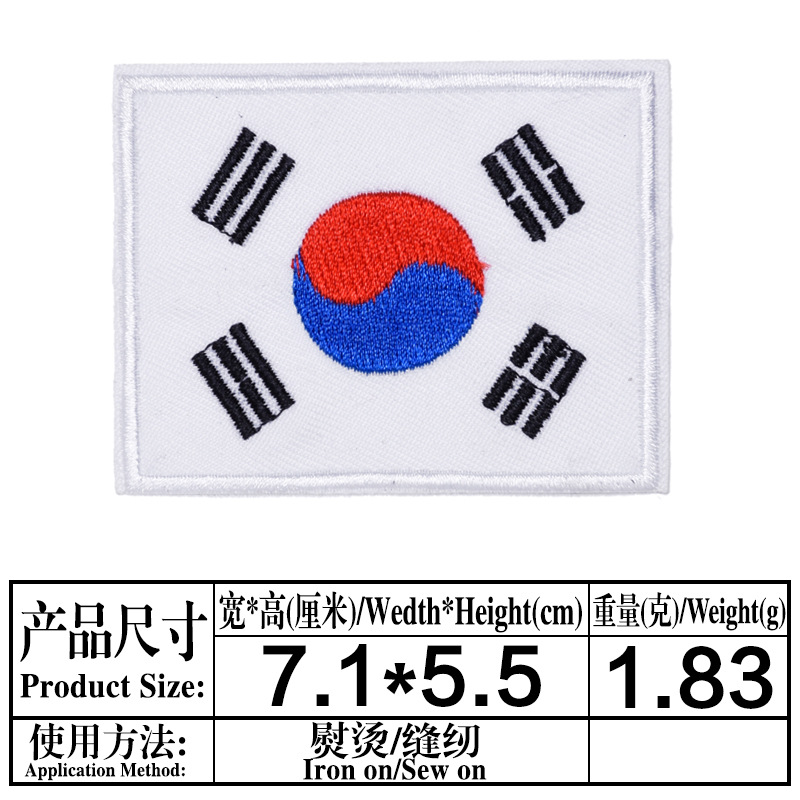 产品尺寸
Product Size:
宽*高(厘米)/Wedth*Height(cm)
7.1*5.5
重量(克)/Weight(g)
1.83
使用方法:
Application Method:
熨烫/缝纫
Iron on/Sew on